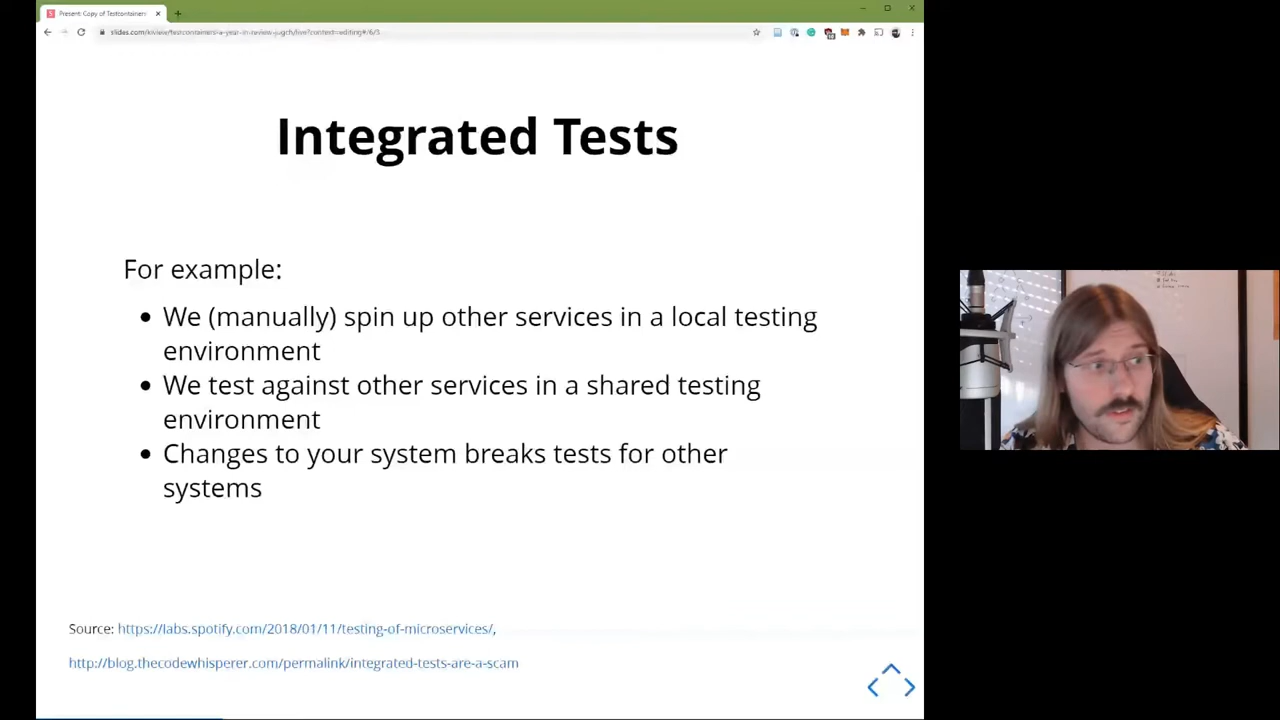 Present: Copy of Testcontainers
slides.com/kiview/testcontainers-a-year-in-review-jugch/live?context=editing#/6/3
Integrated Tests
For example:
• We (manually) spin up other services in a local testing
environment
• We test against other services in a shared testing
environment
• Changes to your system breaks tests for other
systems
Source: https://labs.spotify.com/2018/01/11/testing-of-microservices/,
http://blog.thecodewhisperer.com/permalink/integrated-tests-are-a-scam